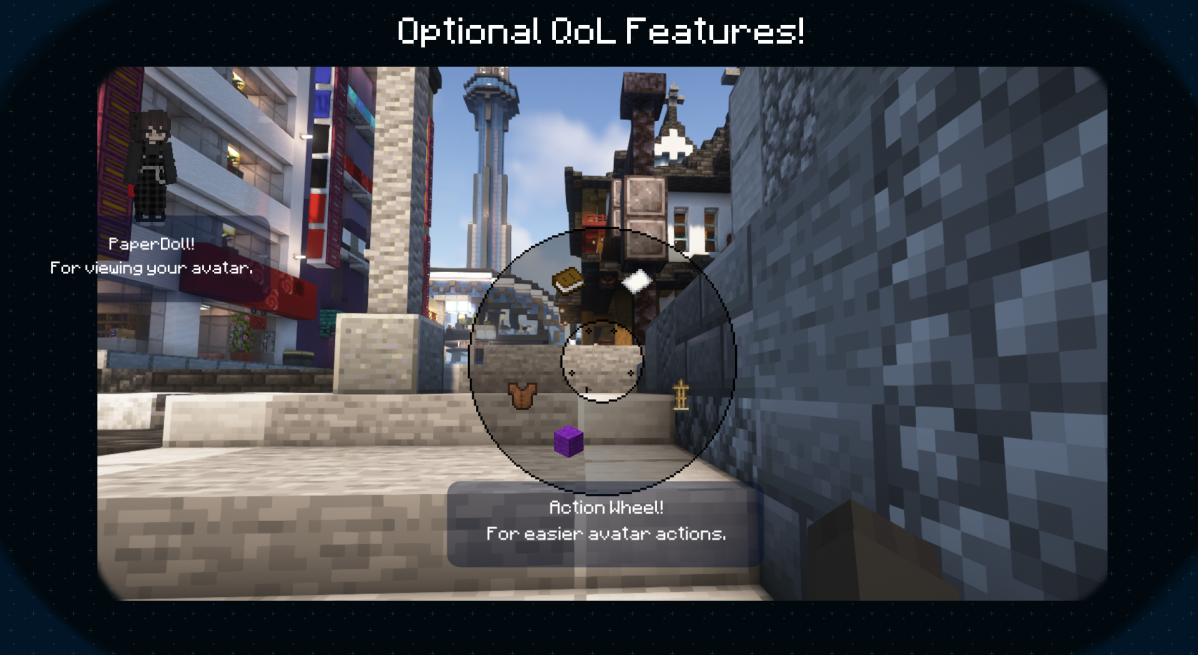 Optional QoL Features!
PaperDoll!
For viewing your avatar.
Action Wheel!
For easier avatar actions.